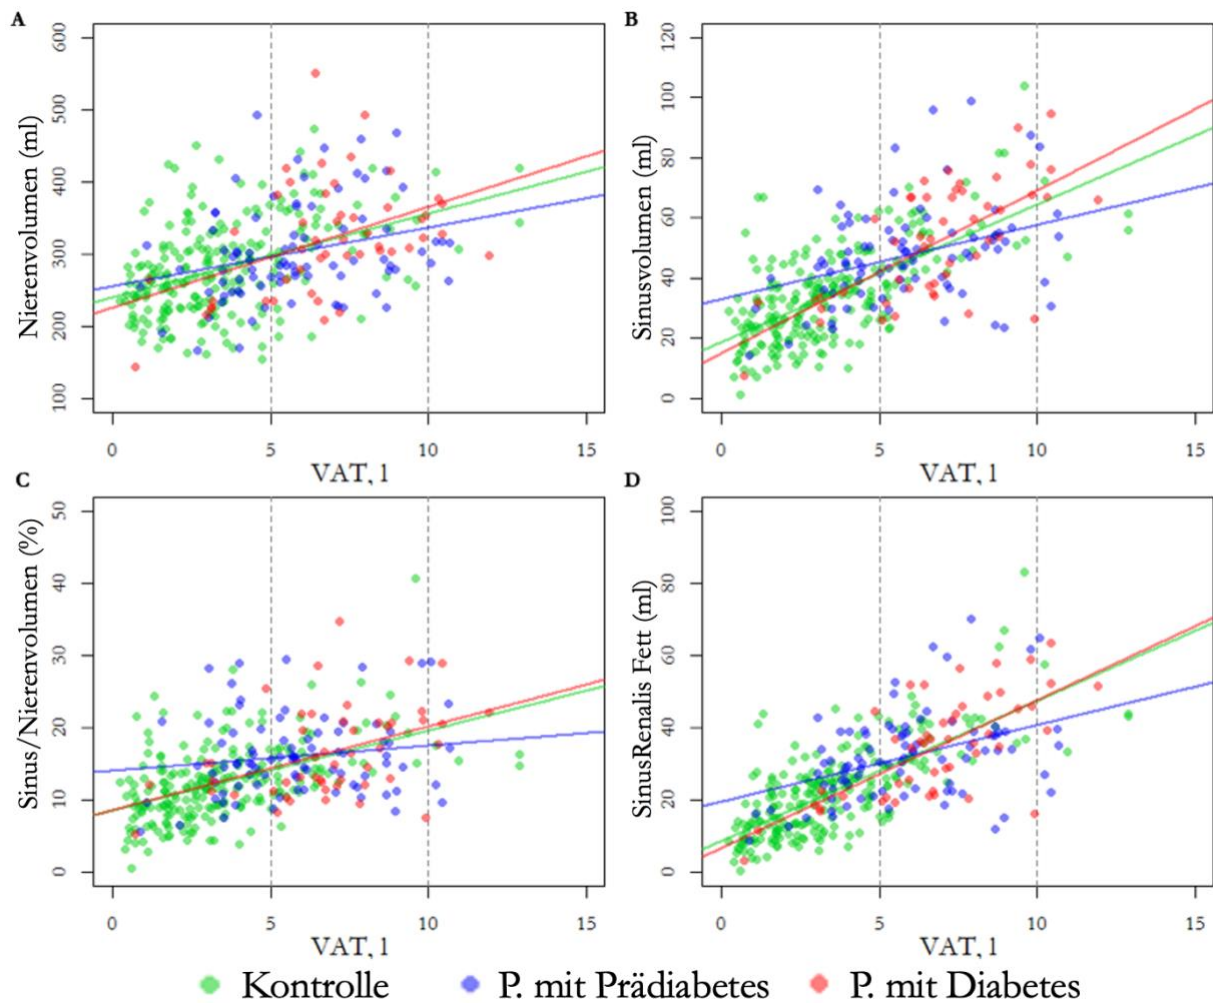 A
Nierenvolumen (ml)
600
500
400
300
200
100
0 5 10 15
VAT, l
B
Sinusvolumen (ml)
120
100
80
60
40
20
0
0 5 10 15
VAT, l
C
Sinus/Nierenvolumen (%)
50
40
30
20
10
0
0 5 10 15
VAT, l
D
SinusRenalis Fett (ml)
100
80
60
40
20
0
0 5 10 15
VAT, l
Kontrolle P. mit Prädiabetes P. mit Diabetes